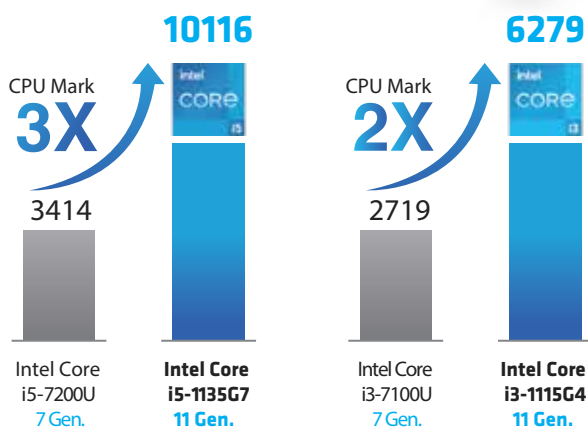 10116
CPU Mark
3X
intel
CORE
i5
3414
Intel Core
i5-7200U
7 Gen.
Intel Core
i5-1135G7
11 Gen.
6279
CPU Mark
2X
intel
CORE
i3
2719
Intel Core
i3-7100U
7 Gen.
Intel Core
i3-1115G4
11 Gen.